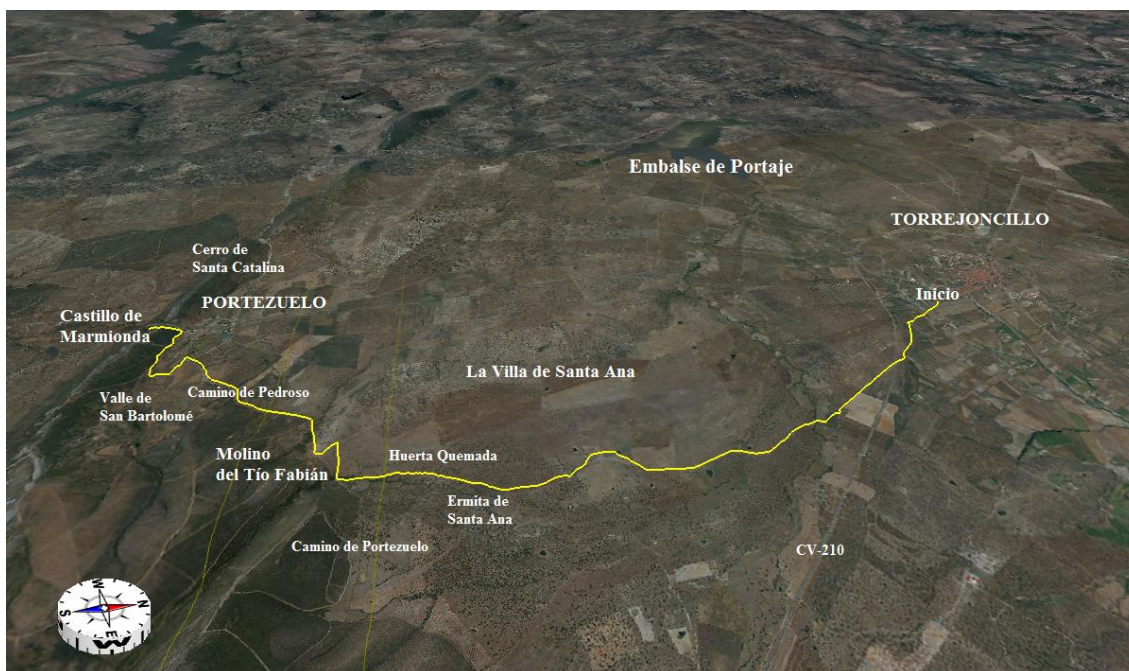 Embalse de Portaje
TORREJONCILLO
Cerro de
Santa Catalina
PORTEZUELO
Inicio
Castillo de
Marmionda
La Villa de Santa Ana
Camino de Pedroso
Valle de
San Bartolomé
Molino
del Tío Fabián
Huerta Quemada
Ermita de
Santa Ana
Camino de Portezuelo
CV-210
W
N
S
E